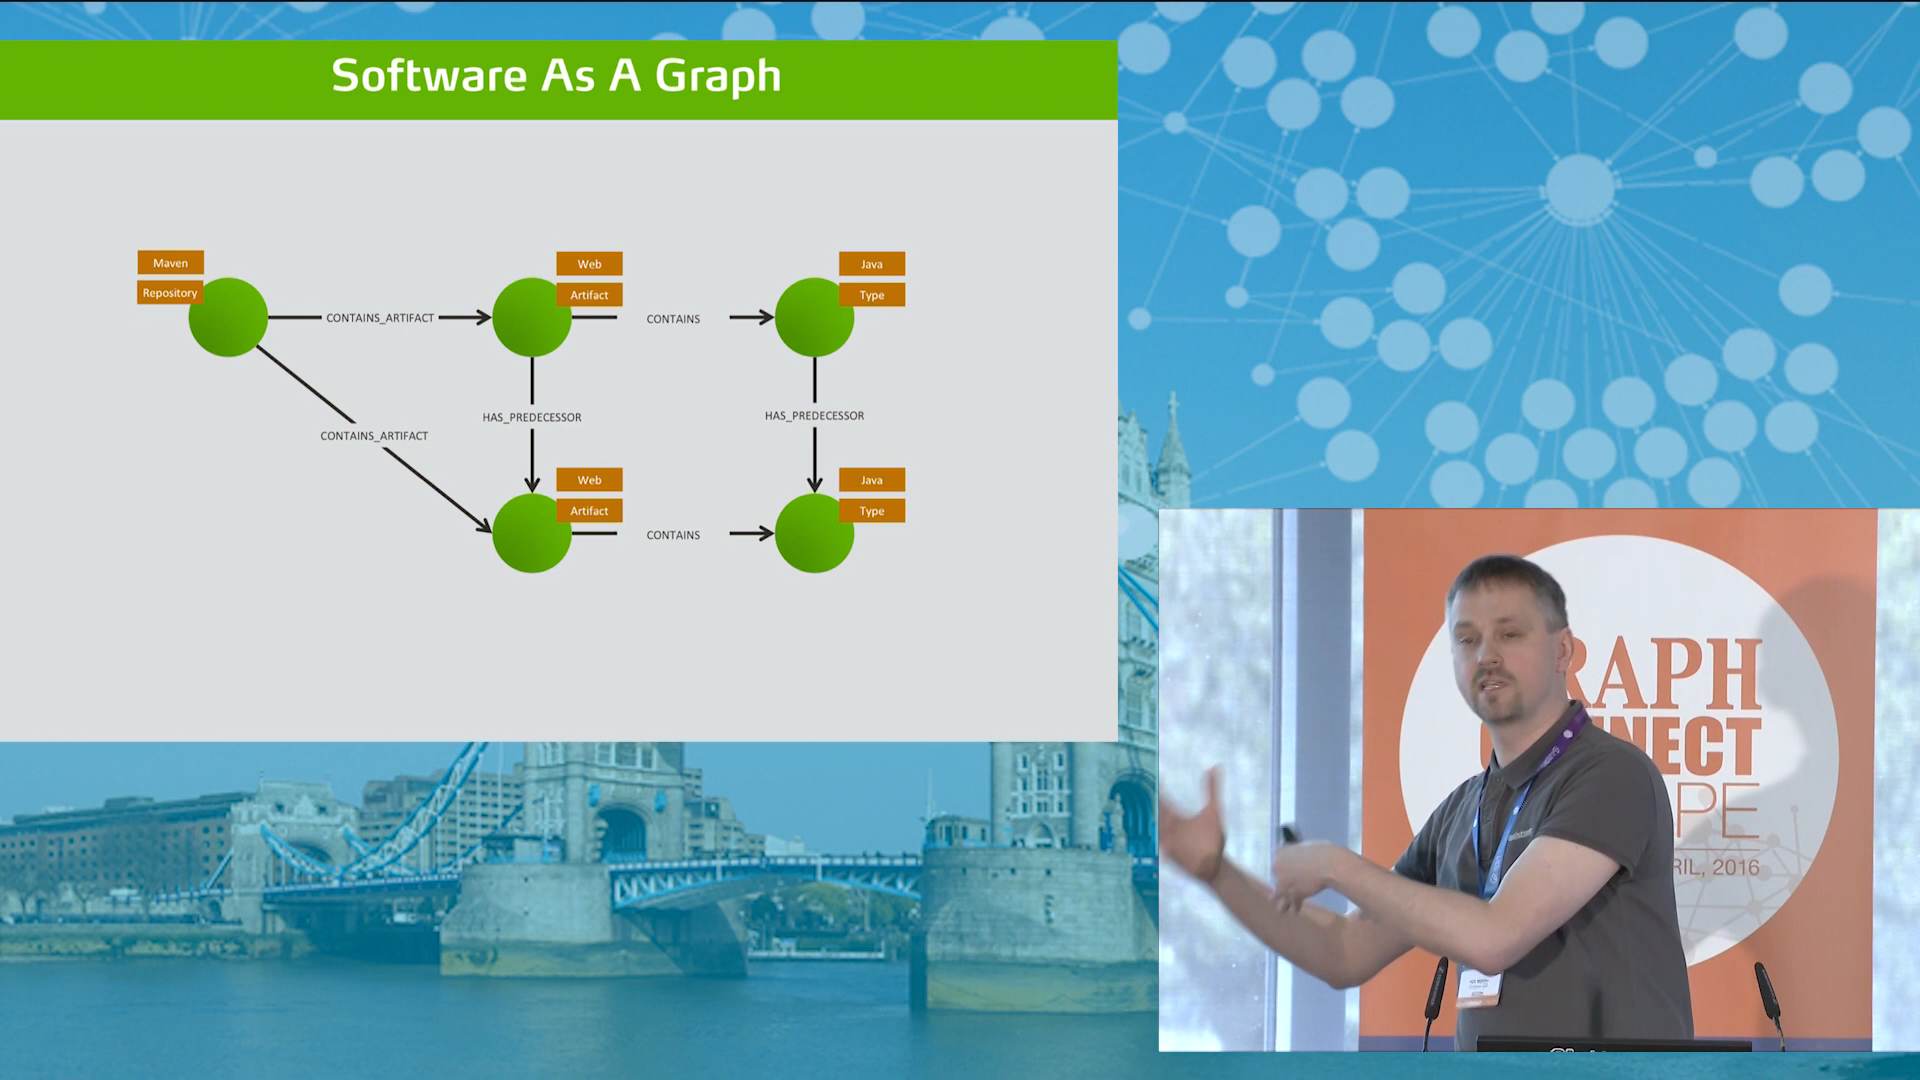 Software As A Graph
Maven
Repository
CONTAINS_ARTIFACT
Web
Artifact
CONTAINS
Java
Type
CONTAINS_ARTIFACT
HAS_PREDECESSOR
HAS_PREDECESSOR
Web
Artifact
CONTAINS
Java
Type
RAPH
NECT
PE
RIL, 2016